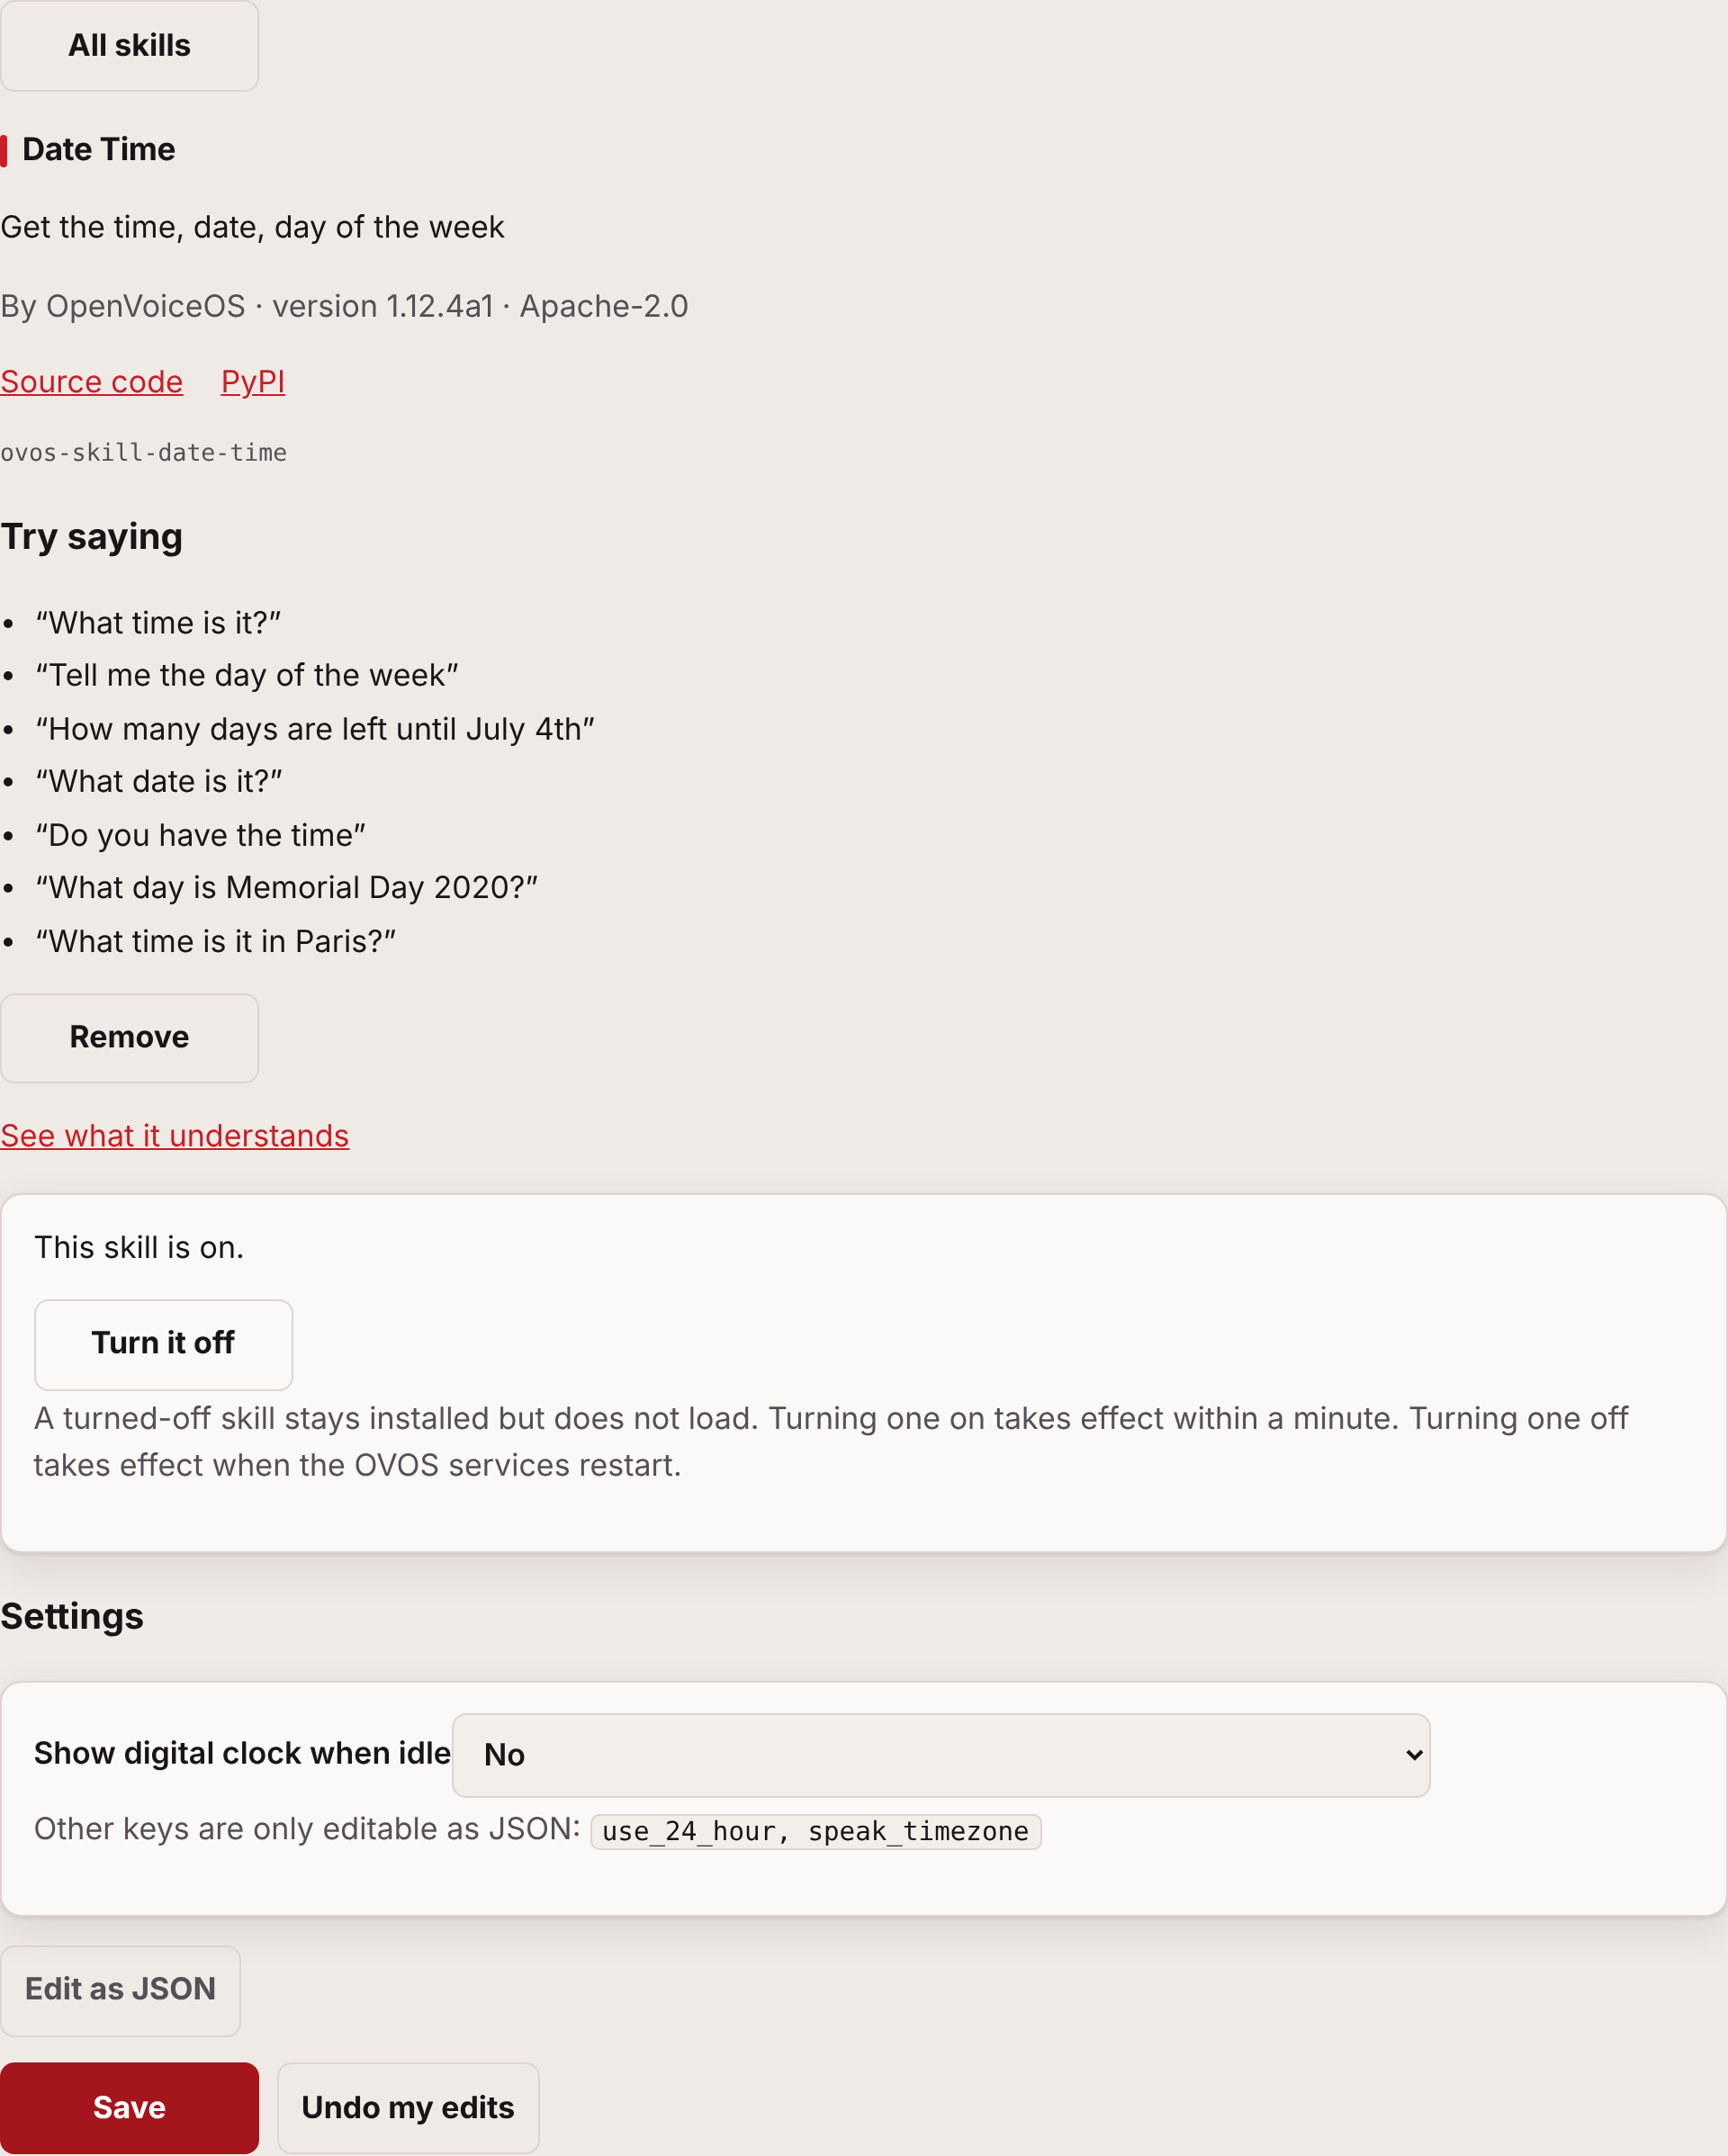 All skills
Date Time
Get the time, date, day of the week
By OpenVoiceOS · version 1.12.4a1 · Apache-2.0
Source code PyPI
ovos-skill-date-time
Try saying
• “What time is it?”
• “Tell me the day of the week”
• “How many days are left until July 4th”
• “What date is it?”
• “Do you have the time”
• “What day is Memorial Day 2020?”
• “What time is it in Paris?”
Remove
See what it understands
This skill is on.
Turn it off
A turned-off skill stays installed but does not load. Turning one on takes effect within a minute. Turning one off
takes effect when the OVOS services restart.
Settings
Show digital clock when idle No
Other keys are only editable as JSON: use_24_hour, speak_timezone
Edit as JSON
Save Undo my edits